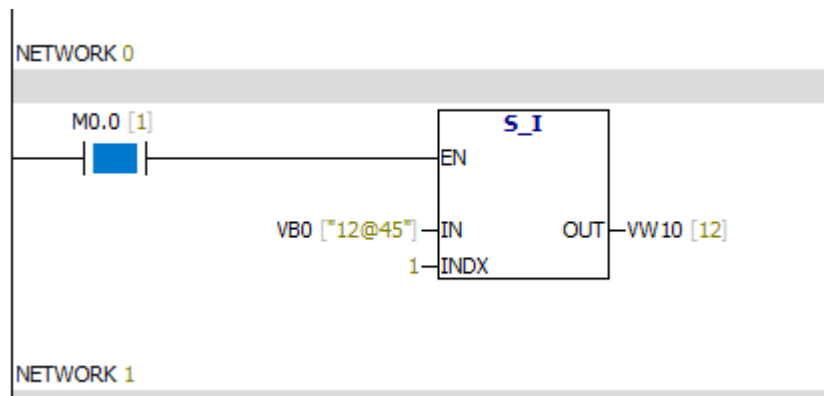 NETWORK 0
M0.0 [1]
S_I
EN
VB0 ["12@45"] IN OUT VW10 [12]
1 INDX
NETWORK 1